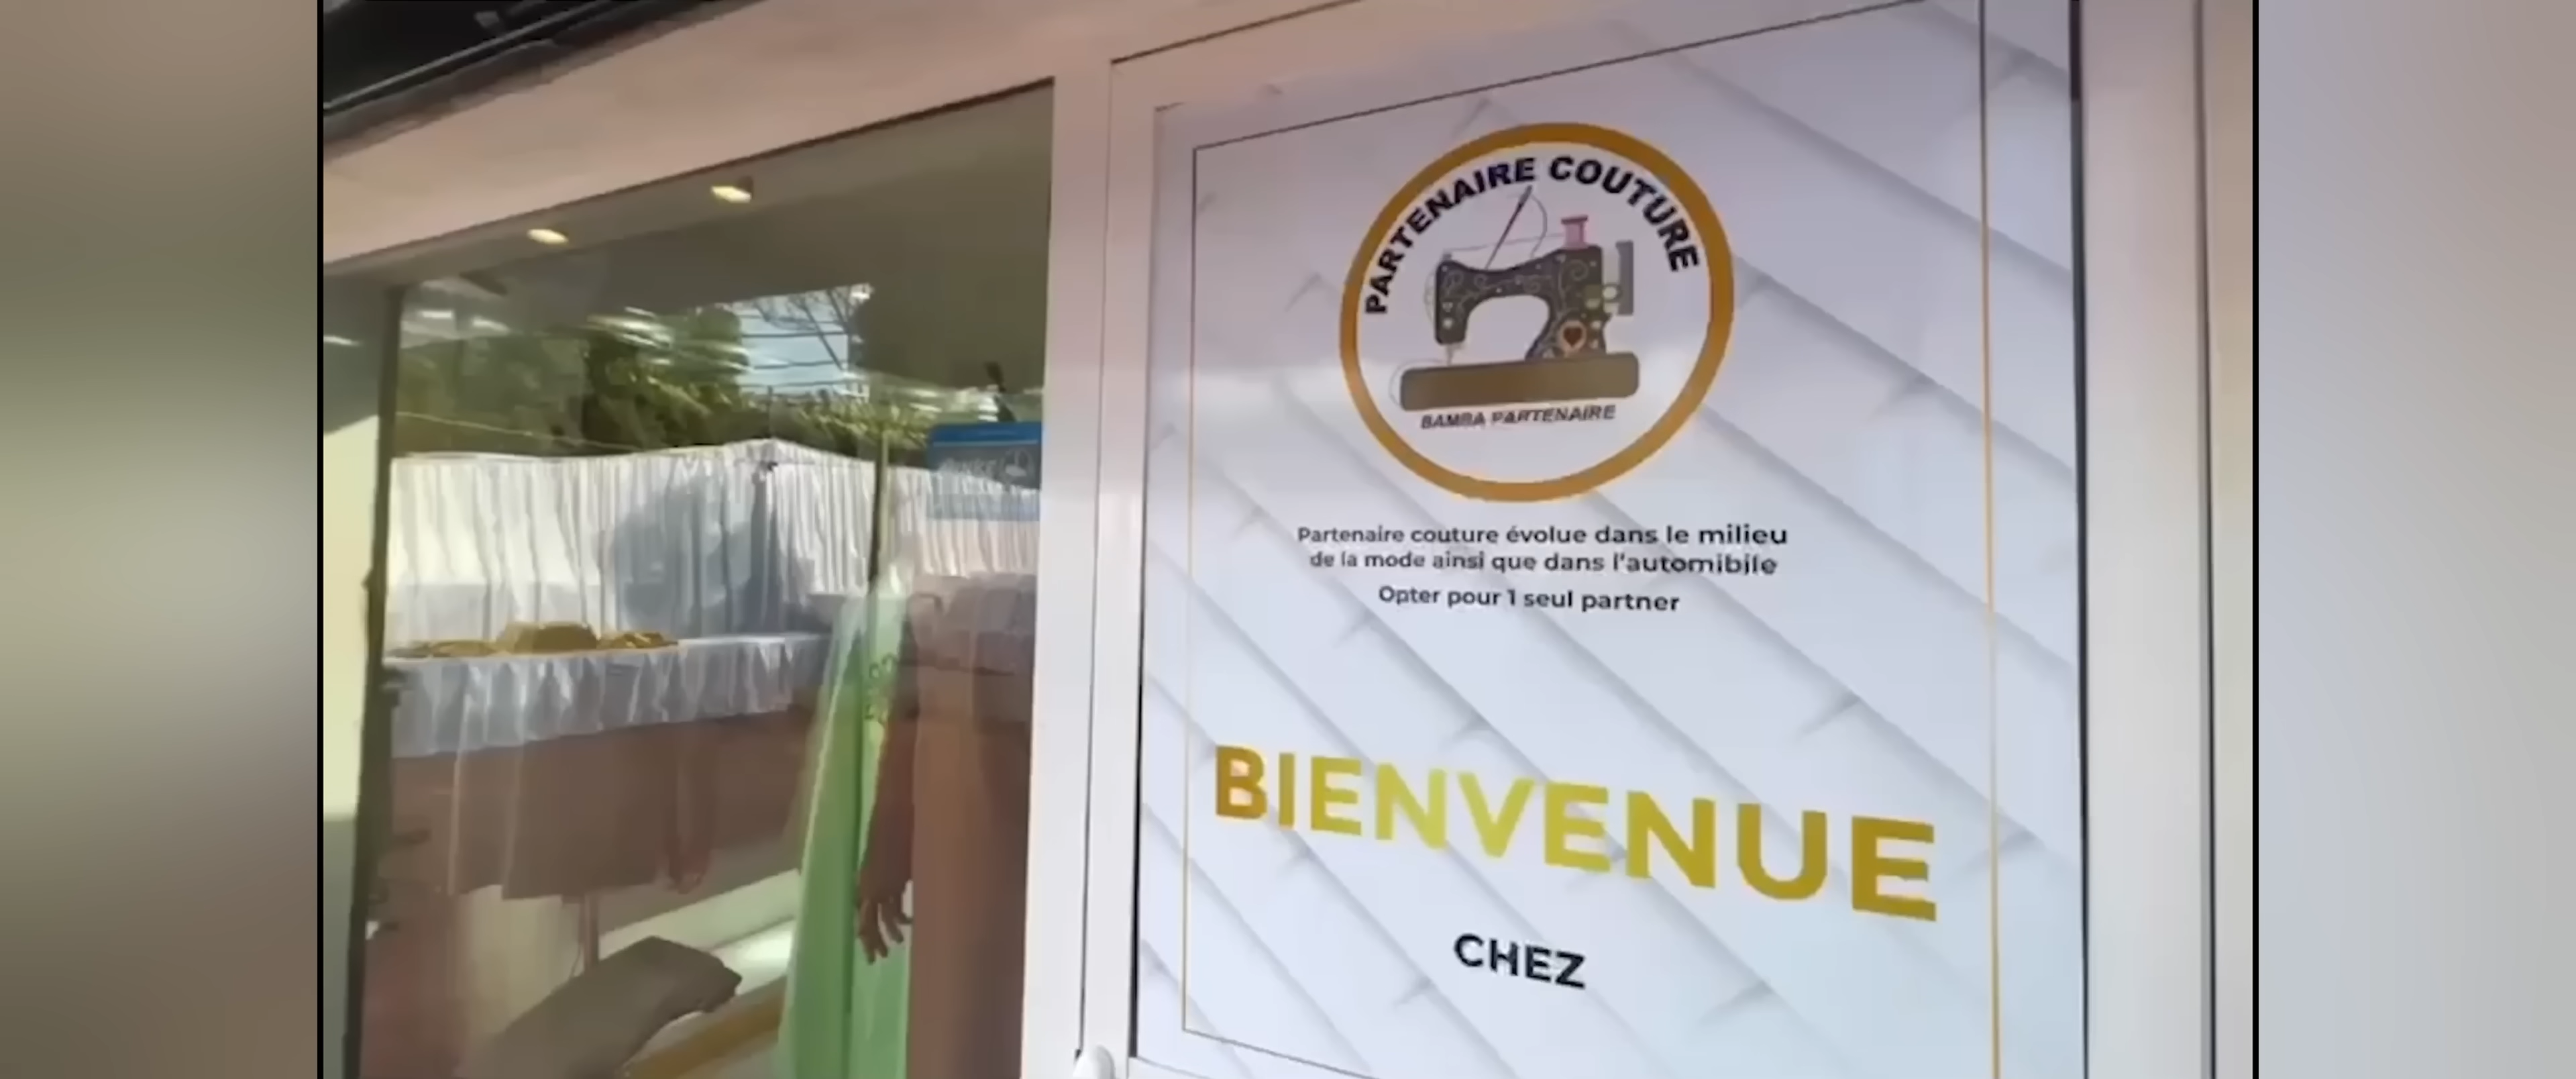 PARTENAIRE COUTURE
BAMBA PARTENAIRE
Partenaire couture évolue dans le milieu
de la mode ainsi que dans l'automibile
Opter pour 1 seul partner
BIENVENUE
CHEZ